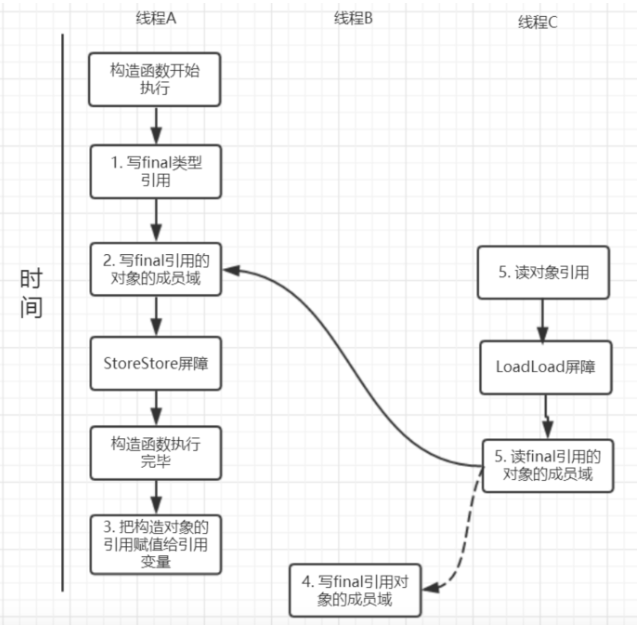 线程A
线程B
线程C
时
间
构造函数开始
执行
1. 写final类型
引用
2. 写final引用的
对象的成员域
StoreStore屏障
构造函数执行
完毕
3. 把构造对象的
引用赋值给引用
变量
4. 写final引用对
象的成员域
5. 读对象引用
LoadLoad屏障
5. 读final引用的
对象的成员域